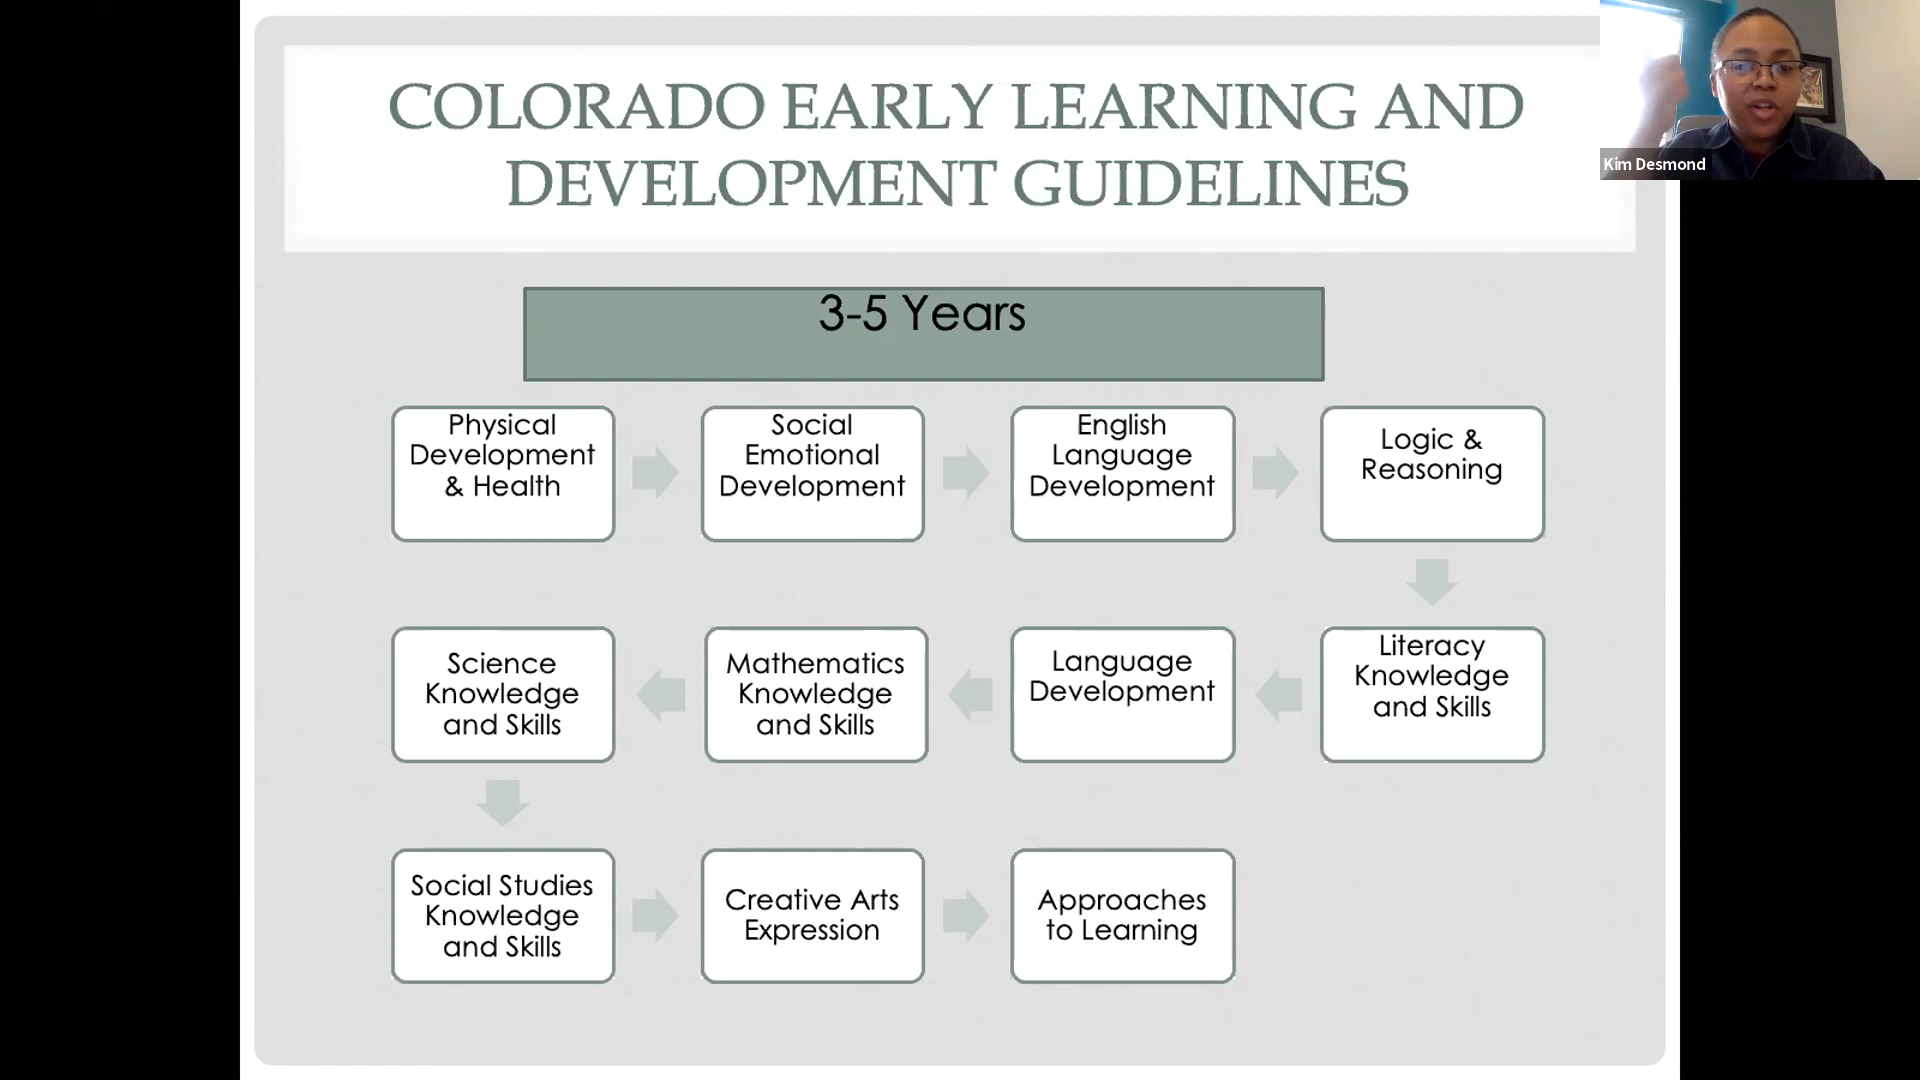 COLORADO EARLY LEARNING AND
DEVELOPMENT GUIDELINES
Kim Desmond
3-5 Years
Physical
Development
& Health
Social
Emotional
Development
English
Language
Development
Logic &
Reasoning
Literacy
Knowledge
and Skills
Language
Development
Mathematics
Knowledge
and Skills
Science
Knowledge
and Skills
Social Studies
Knowledge
and Skills
Creative Arts
Expression
Approaches
to Learning